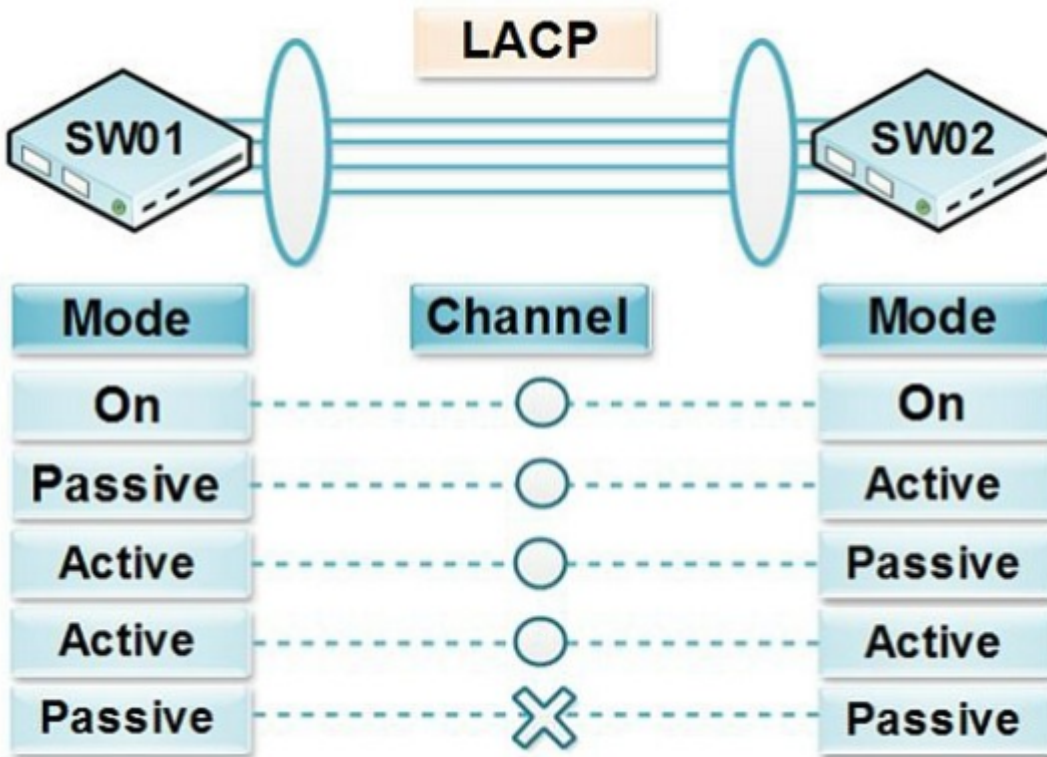 LACP
SW01 SW02
Mode Channel Mode
On On
Passive Active
Active Passive
Active Active
Passive Passive